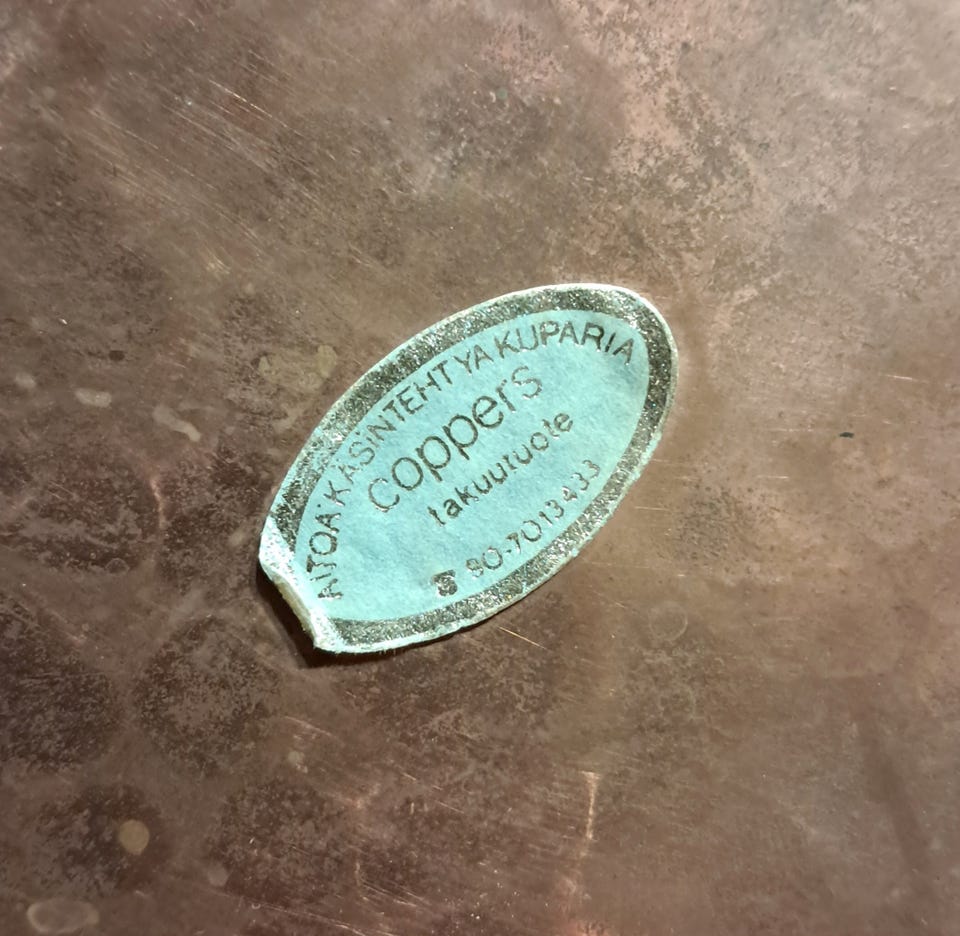 AITOA KÄSINTEHTYÄ KUPARIA
coppers
takuutuote
☎ 90-7013433